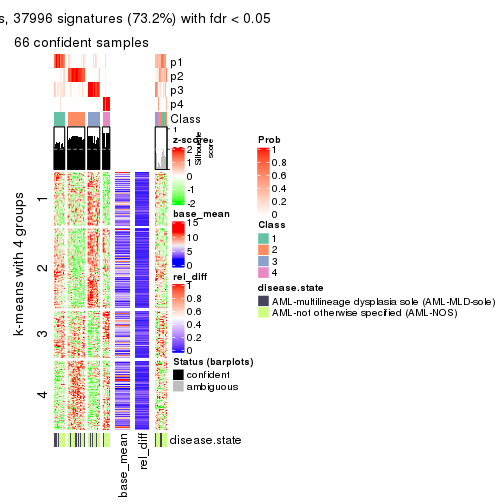 s, 37996 signatures (73.2%) with fdr < 0.05
66 confident samples
p1
p2
p3
p4
Class
1
Silhouette
score
z-score
2
1
0
-1
-2
base_mean
15
10
5
0
rel_diff
1
0.8
0.6
0.4
0.2
0
Status (barplots)
confident
ambiguous
Prob
1
0.8
0.6
0.4
0.2
0
Class
1
2
3
4
disease.state
AML-multilineage dysplasia sole (AML-MLD-sole)
AML-not otherwise specified (AML-NOS)
k-means with 4 groups
1
2
3
4
disease.state
base_mean
rel_diff